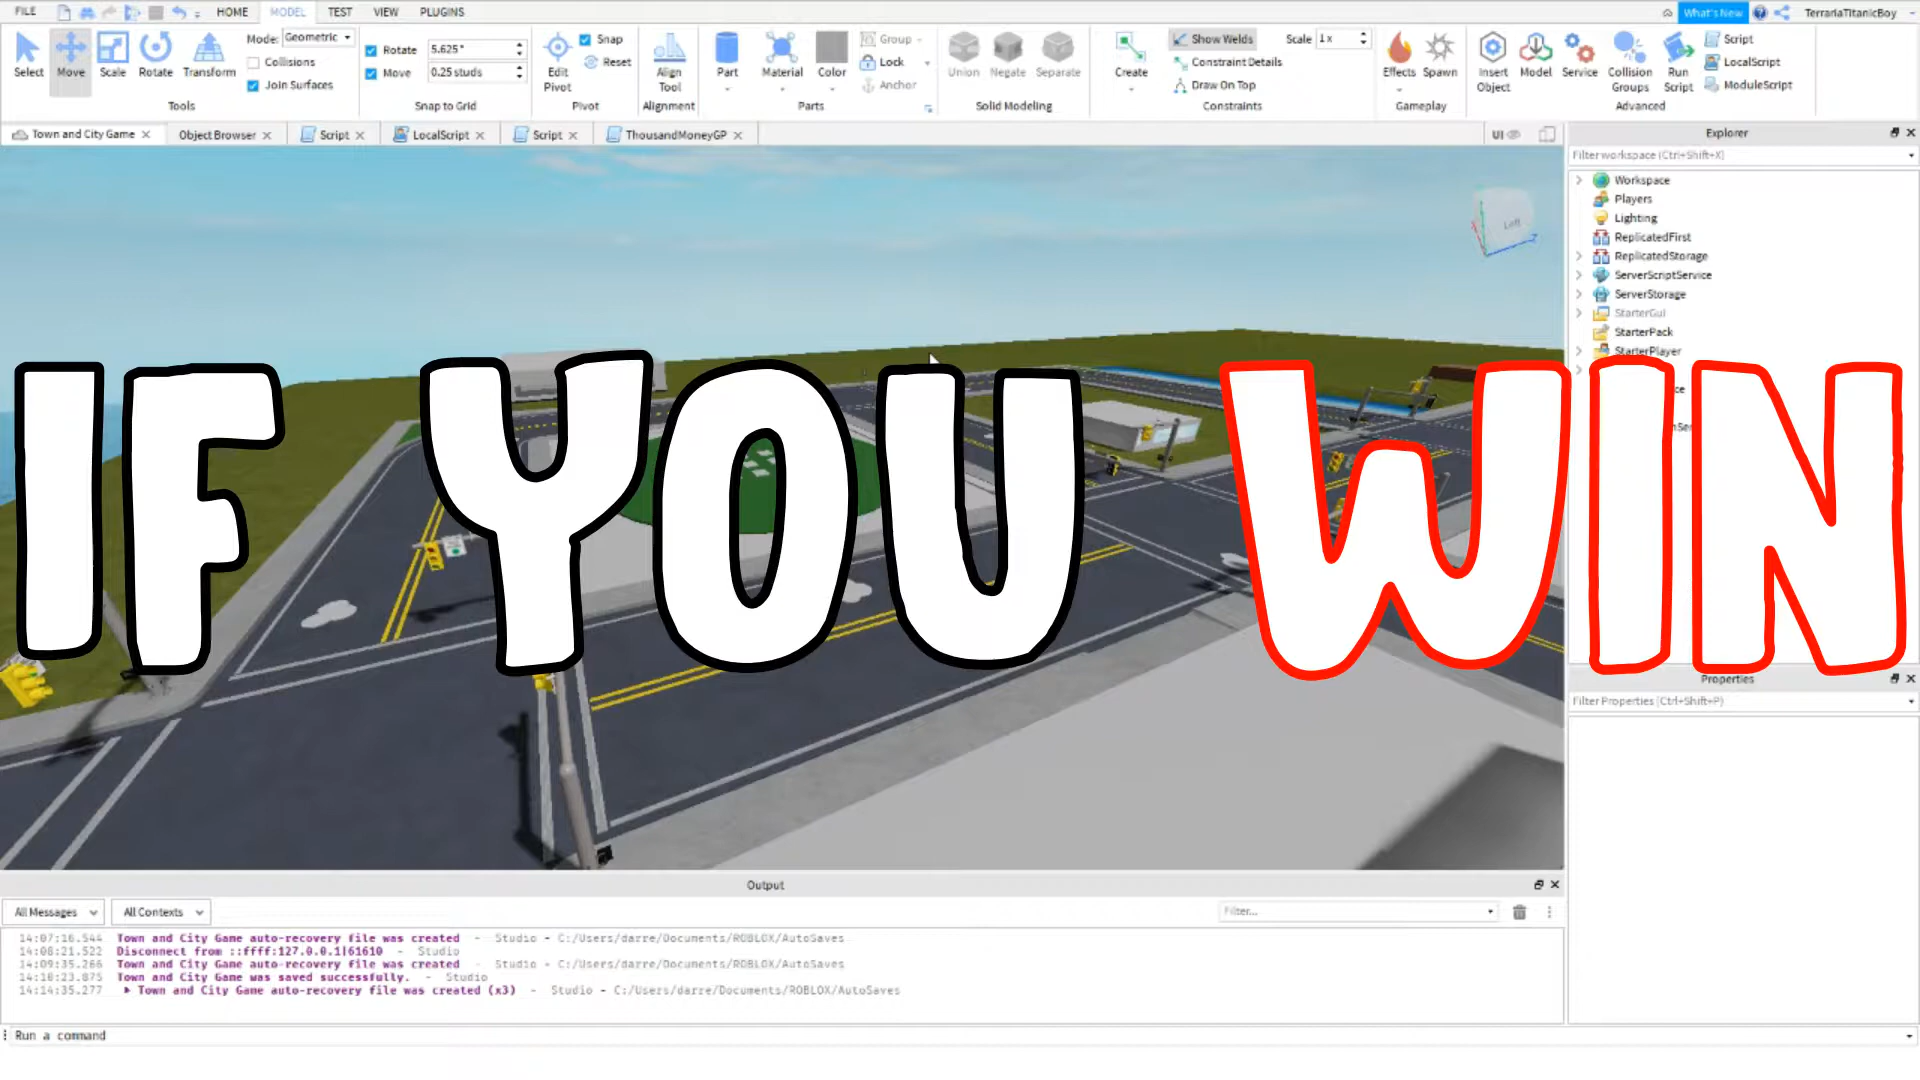 FILE HOME MODEL TEST VIEW PLUGINS What's New TerrariaTitanicBoy
Select Move Scale Rotate Transform
Mode: Geometric
Collisions
Join Surfaces
Tools
Rotate 5.625°
Move 0.25 studs
Snap to Grid
Edit Pivot
Snap
Reset
Pivot
Align Tool
Alignment
Part Material Color
Group
Lock
Anchor
Parts
Union Negate Separate
Solid Modeling
Create
Show Welds Scale 1 x
Constraint Details
Draw On Top
Constraints
Effects Spawn
Gameplay
Insert Object Model Service Collision Groups Run Script
Script
LocalScript
ModuleScript
Advanced
Town and City Game Object Browser Script LocalScript Script ThousandMoneyGP UI
Explorer
Filter workspace (Ctrl+Shift+X)
Workspace
Players
Lighting
ReplicatedFirst
ReplicatedStorage
ServerScriptService
ServerStorage
StarterGui
StarterPack
StarterPlayer
Left
IF YOU WIN
Properties
Filter Properties (Ctrl+Shift+P)
Output
All Messages All Contexts Filter...
14:07:16.544 Town and City Game auto-recovery file was created - Studio - C:/Users/darre/Documents/ROBLOX/AutoSaves
14:08:21.522 Disconnect from ::ffff:127.0.0.1|61610 - Studio
14:09:35.266 Town and City Game auto-recovery file was created - Studio - C:/Users/darre/Documents/ROBLOX/AutoSaves
14:10:23.875 Town and City Game was saved successfully. - Studio
14:14:35.277 Town and City Game auto-recovery file was created (x3) - Studio - C:/Users/darre/Documents/ROBLOX/AutoSaves
Run a command